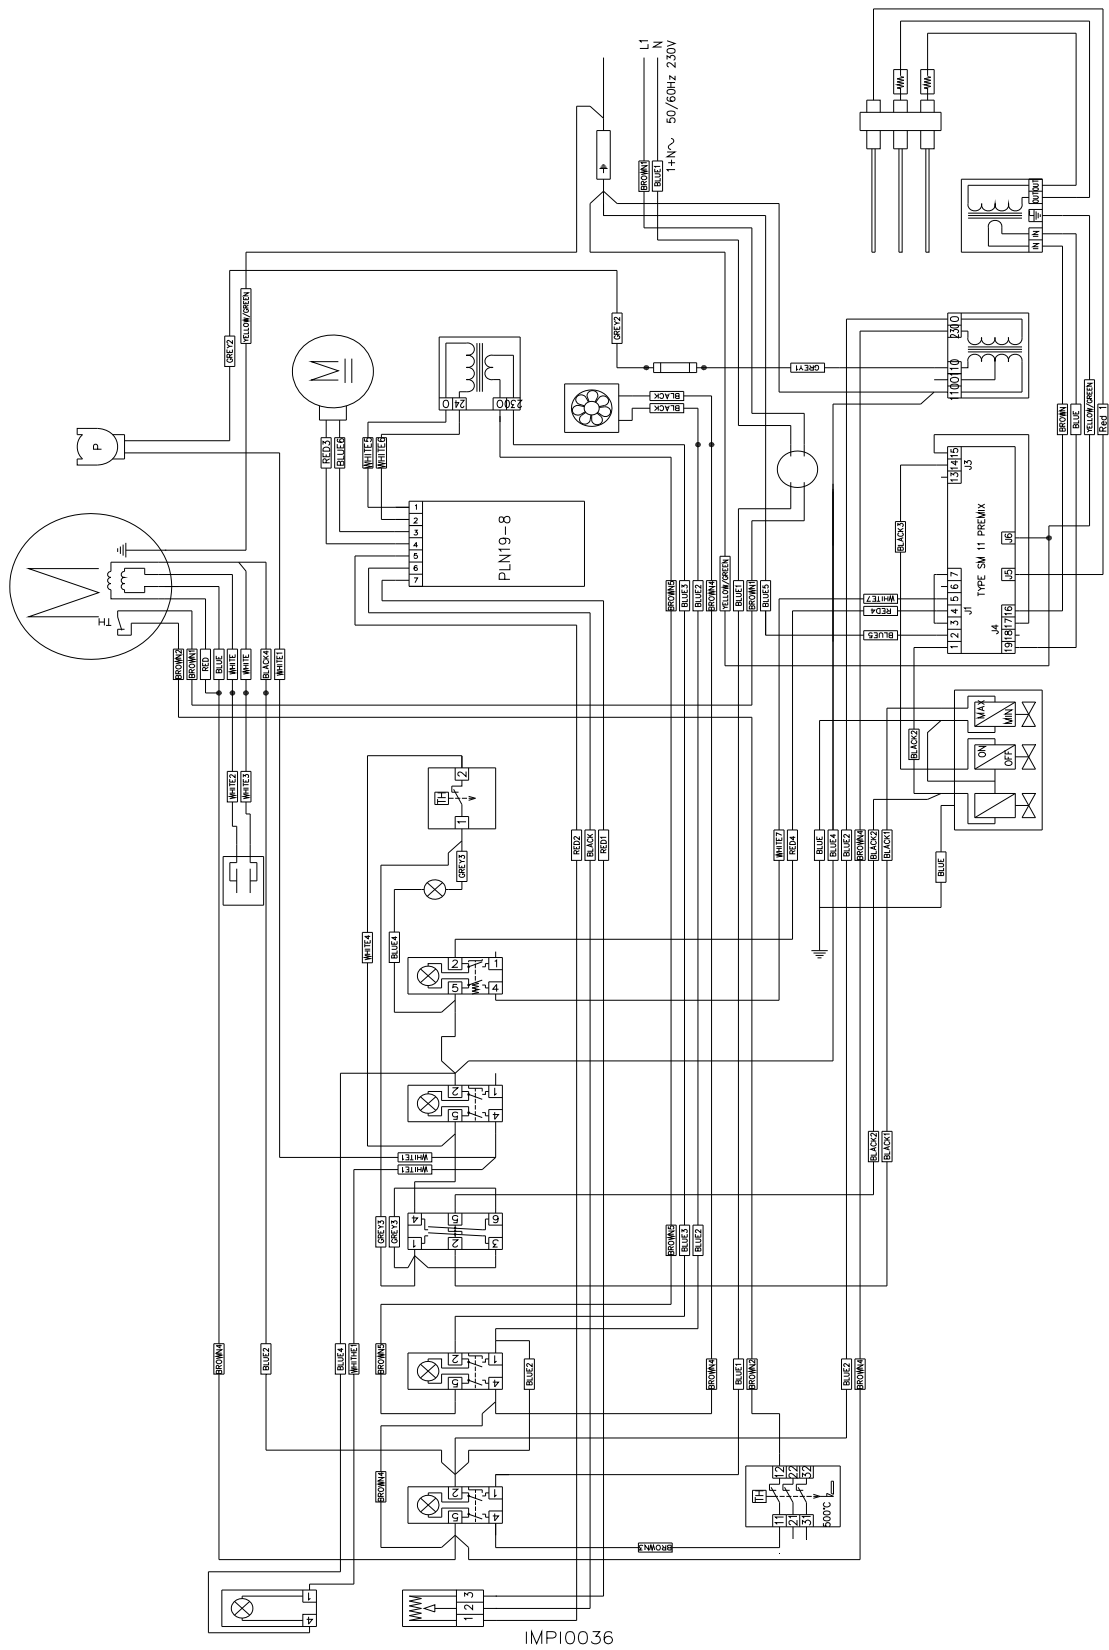 L1
N
1+N~ 50/60Hz 230V
BROWN1
BLUE1
OUT
OUT
IN
IN
GREY2
YELLOW/GREEN
GREY2
M
P
0
24
0
230
BLACK
BLACK
GREY1
0
230
110
100
1
BROWN
BLUE
YELLOW/GREEN
Red 1
RED3
BLUE6
WHITE5
WHITE6
1
2
3
4
5
6
7
PLN19-8
15
14
13
J3
TYPE SM 11 PREMIX
BLACK3
J6
J5
7
6
5
4
3
2
1
J1
J4
16
17
18
19
WHITE7
RED4
BLUE5
TH
BROWN5
BLUE3
BLUE2
BROWN4
YELLOW/GREEN
BLUE1
BROWN1
BLUE5
BROWN2
BROWN1
RED
BLUE
WHITE
WHITE
BLACK4
WHITE1
BLACK2
MAX
MIN
ON
OFF
WHITE2
WHITE3
2
TH
1
GREY3
RED2
BLACK
RED1
WHITE7
RED4
BLUE
BLUE4
BLUE2
BROWN4
BLACK2
BLACK1
BLUE
WHITE4
BLUE4
2
1
5
4
2
1
5
4
WHITE1
WHITE1
BLACK2
BLACK1
GREY3
GREY3
4
5
6
1
2
3
BROWN5
BLUE3
BLUE2
BROWN4
BLUE2
BLUE4
WHITHE1
BROWN5
2
1
5
4
BLUE2
BROWN4
BLUE1
BROWN2
BLUE2
BROWN4
BROWN4
2
1
5
4
12
22
32
TH
11
21
31
500°C
BROWN3
1
4
1
2
3
IMPI0036